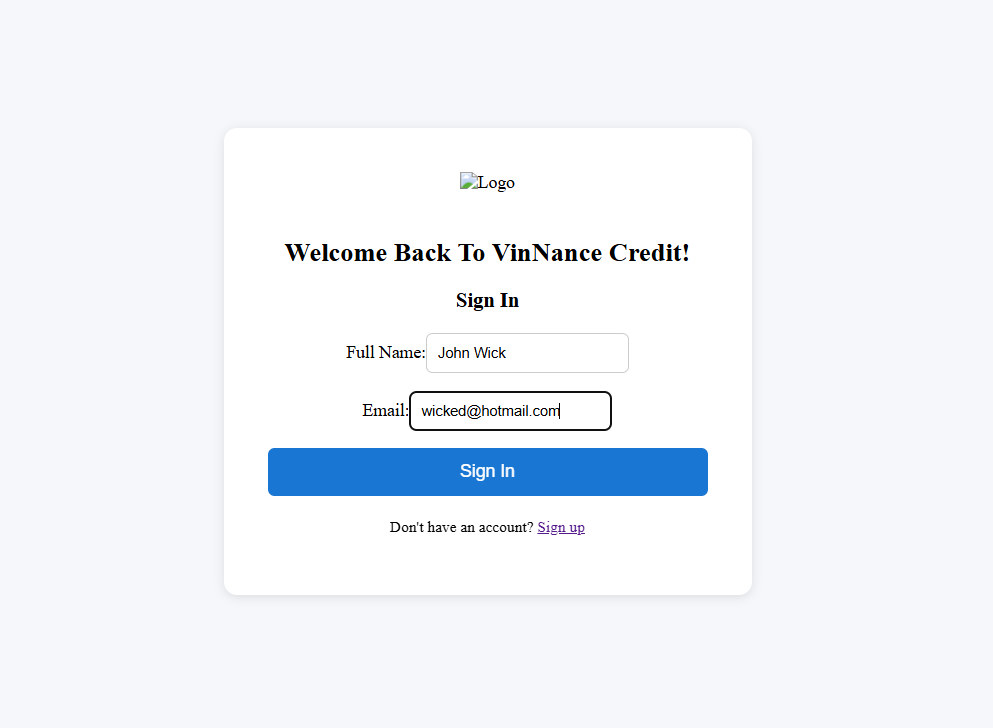 Logo
Welcome Back To VinNance Credit!
Sign In
Full Name: John Wick
Email: wicked@hotmail.com
Sign In
Don't have an account? Sign up